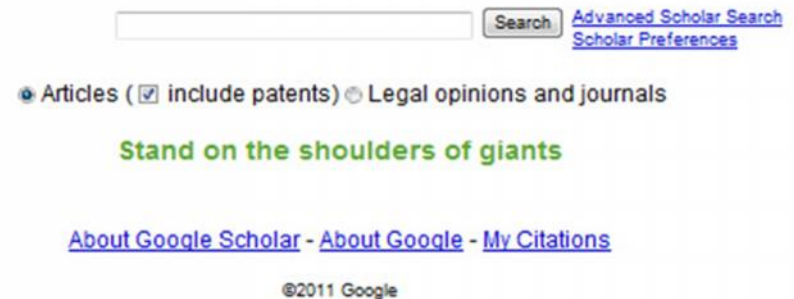 Search Advanced Scholar Search
Scholar Preferences
Articles ( include patents) Legal opinions and journals
Stand on the shoulders of giants
About Google Scholar - About Google - My Citations
©2011 Google